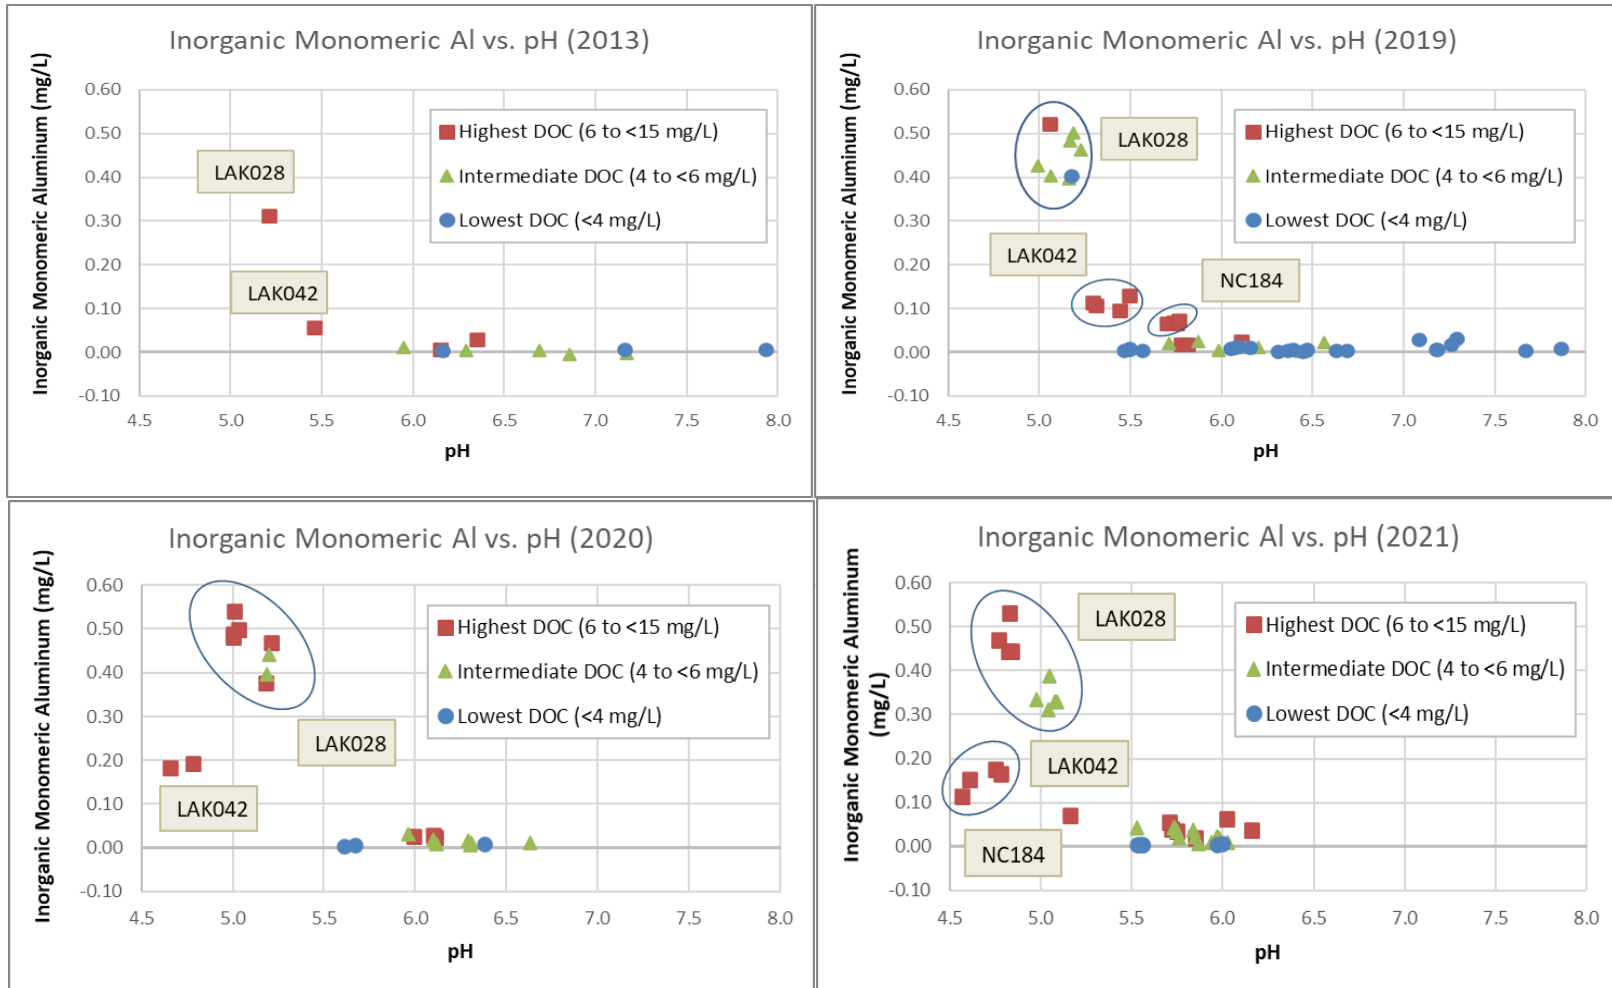 Inorganic Monomeric Al vs. pH (2013)
Inorganic Monomeric Aluminum (mg/L)
0.60
0.50
0.40
0.30
0.20
0.10
0.00
-0.10
Highest DOC (6 to <15 mg/L)
Intermediate DOC (4 to <6 mg/L)
Lowest DOC (<4 mg/L)
LAK028
LAK042
4.5 5.0 5.5 6.0 6.5 7.0 7.5 8.0
pH
Inorganic Monomeric Al vs. pH (2019)
Inorganic Monomeric Aluminum (mg/L)
0.60
0.50
0.40
0.30
0.20
0.10
0.00
-0.10
Highest DOC (6 to <15 mg/L)
Intermediate DOC (4 to <6 mg/L)
Lowest DOC (<4 mg/L)
LAK028
LAK042
NC184
4.5 5.0 5.5 6.0 6.5 7.0 7.5 8.0
pH
Inorganic Monomeric Al vs. pH (2020)
Inorganic Monomeric Aluminum (mg/L)
0.60
0.50
0.40
0.30
0.20
0.10
0.00
-0.10
Highest DOC (6 to <15 mg/L)
Intermediate DOC (4 to <6 mg/L)
Lowest DOC (<4 mg/L)
LAK028
LAK042
4.5 5.0 5.5 6.0 6.5 7.0 7.5 8.0
pH
Inorganic Monomeric Al vs. pH (2021)
Inorganic Monomeric Aluminum
(mg/L)
0.60
0.50
0.40
0.30
0.20
0.10
0.00
-0.10
Highest DOC (6 to <15 mg/L)
Intermediate DOC (4 to <6 mg/L)
Lowest DOC (<4 mg/L)
LAK028
LAK042
NC184
4.5 5.0 5.5 6.0 6.5 7.0 7.5 8.0
pH